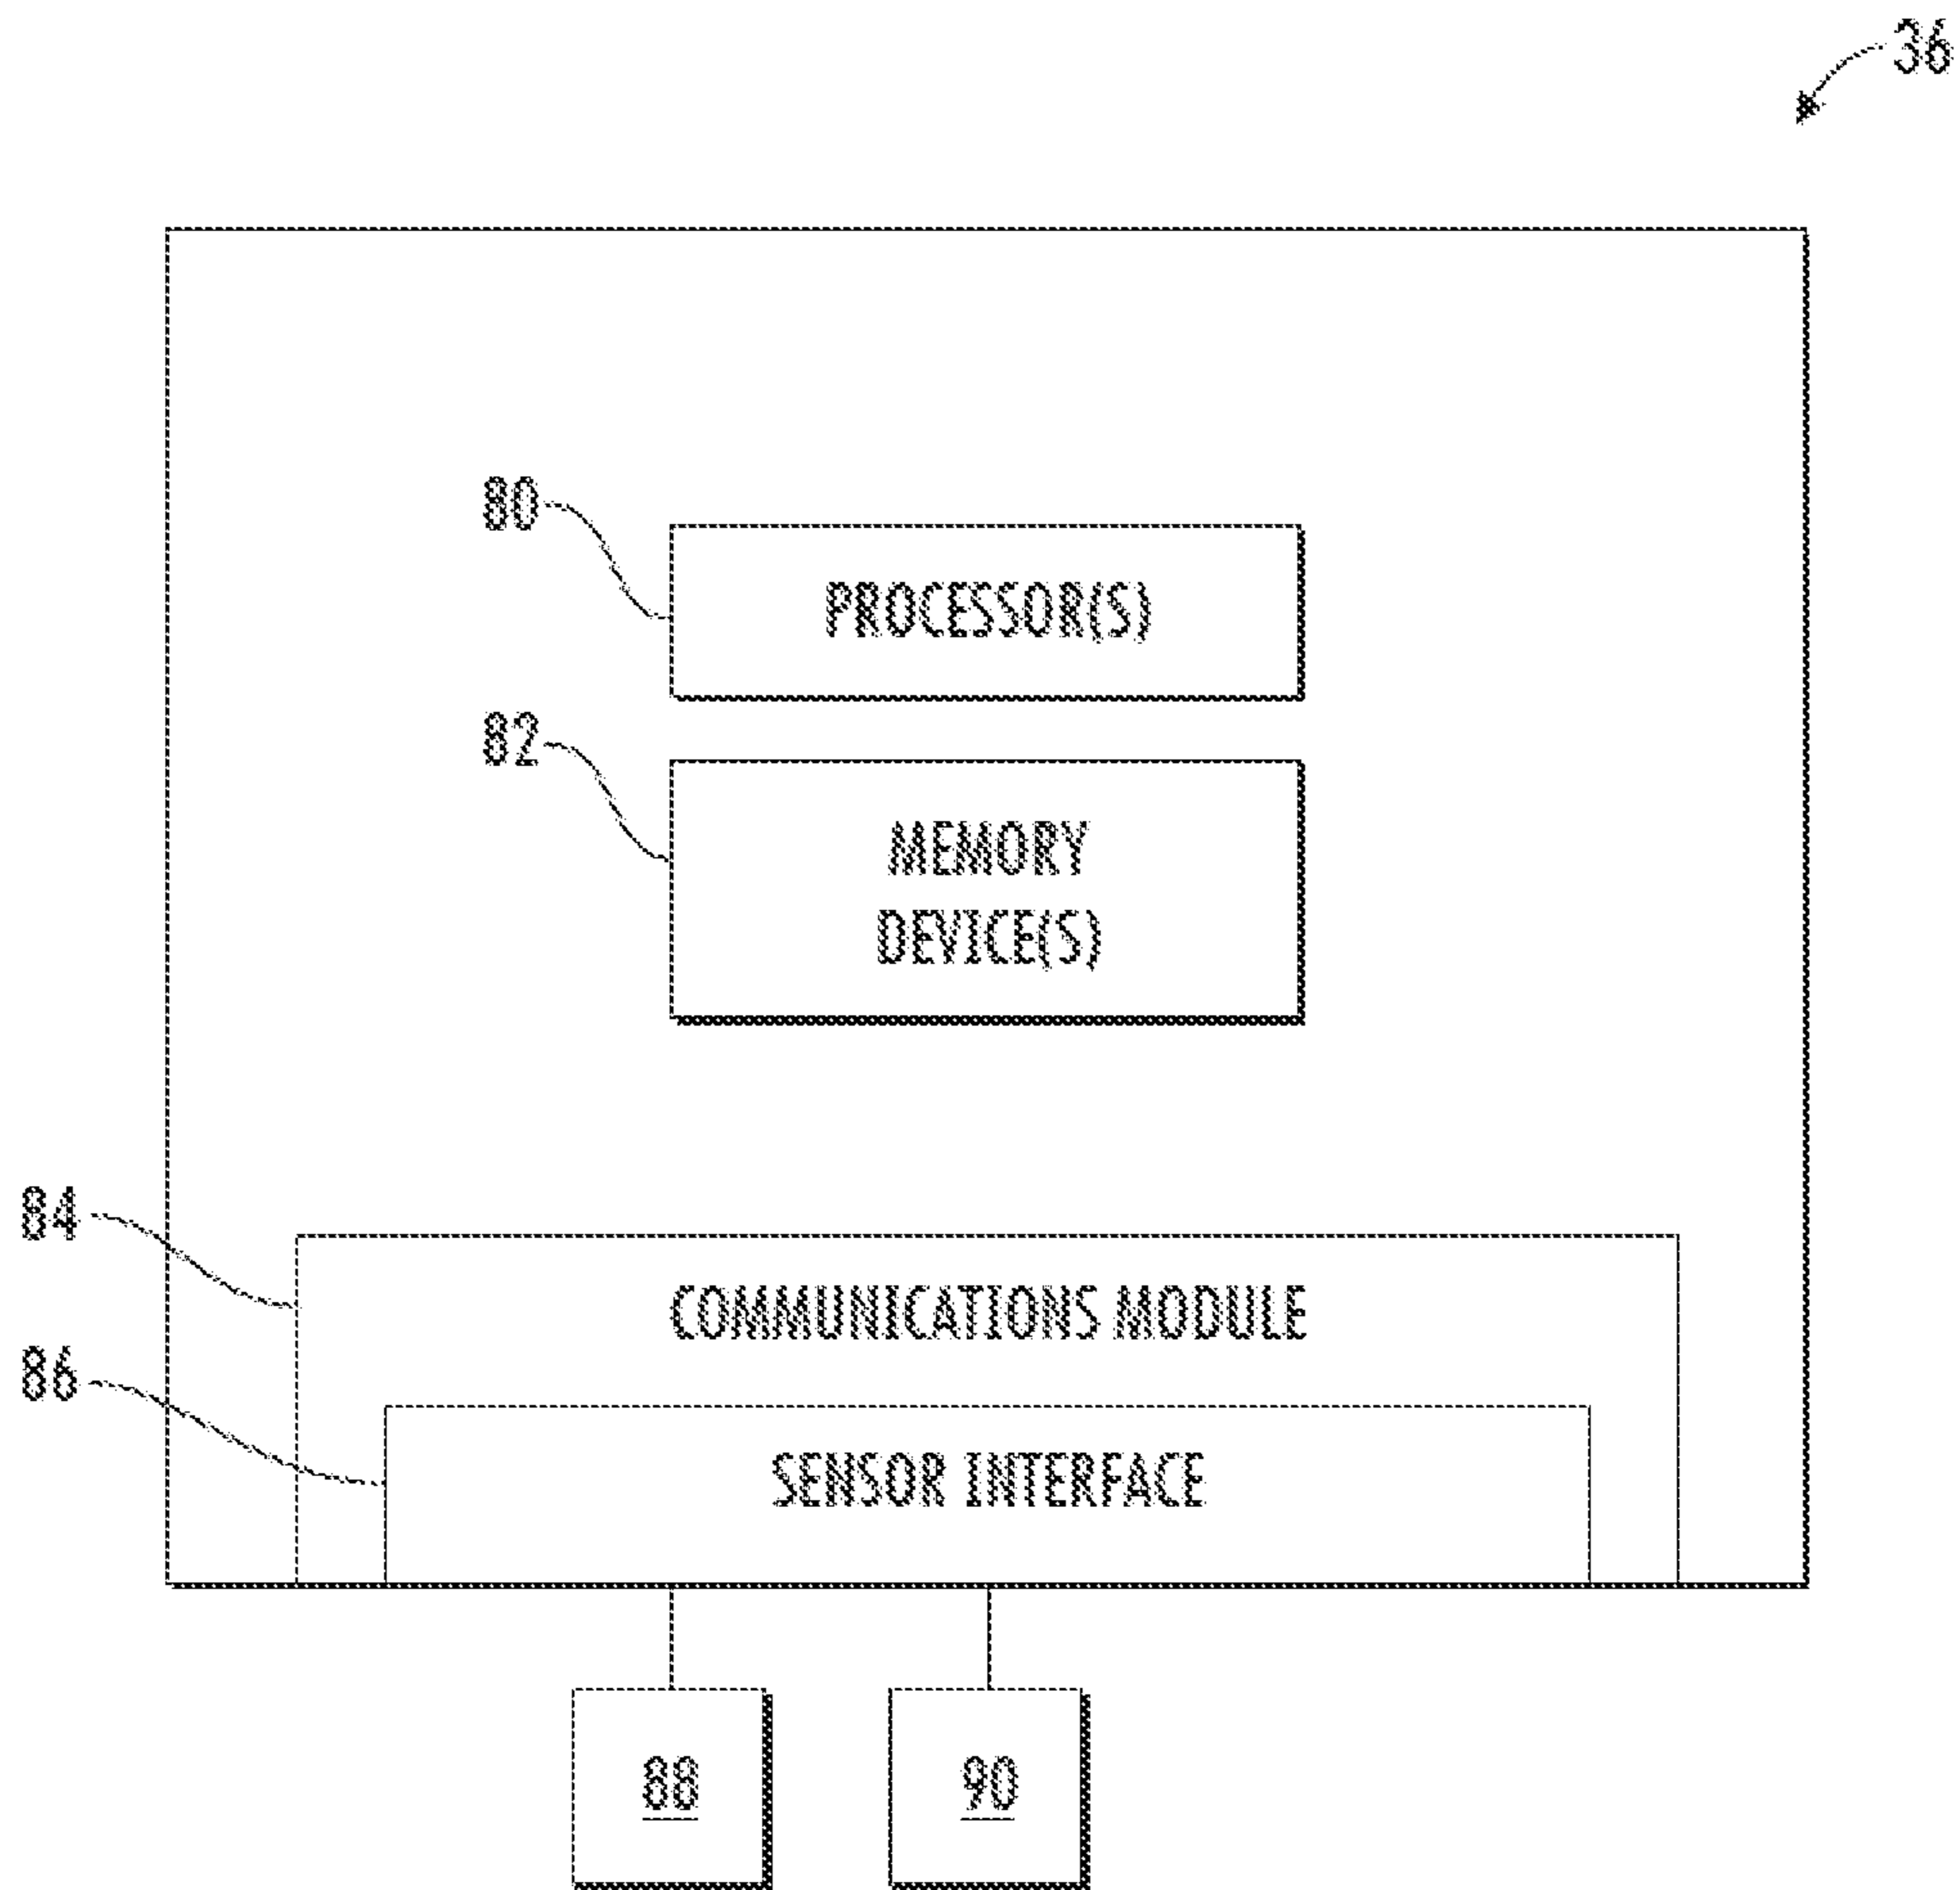 36
80
PROCESSOR(S)
82
MEMORY
DEVICE(S)
84
COMMUNICATIONS MODULE
86
SENSOR INTERFACE
88
90